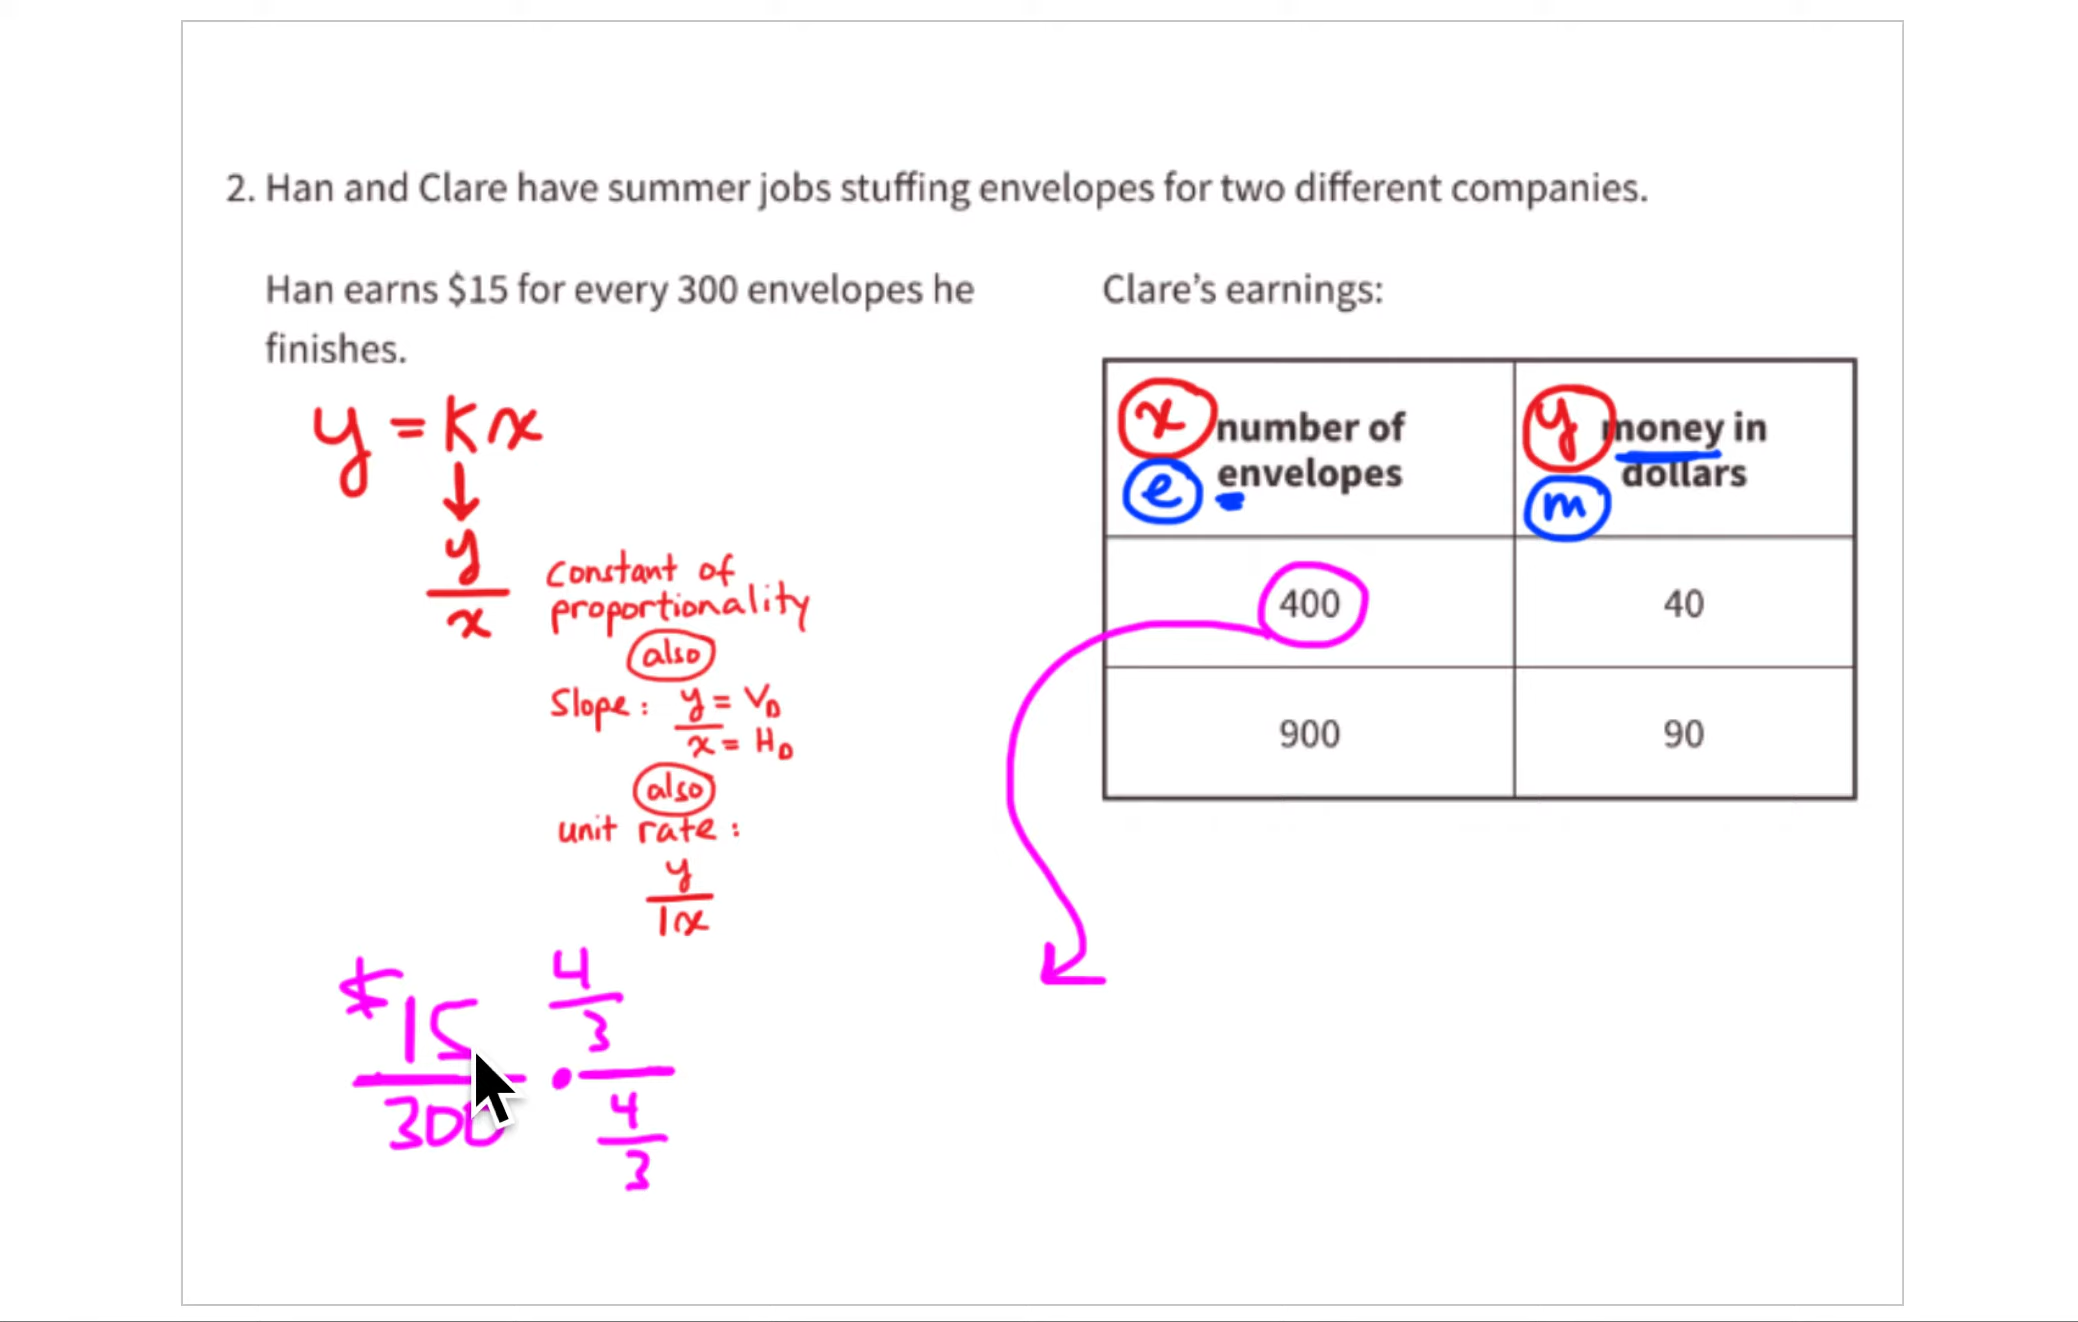 2. Han and Clare have summer jobs stuffing envelopes for two different companies.
Han earns $15 for every 300 envelopes he
finishes.
y = kx
y
x
Constant of
proportionality
also
Slope: y = VD
x = HD
also
unit rate:
y
1x
$15
300
4
3
4
3
Clare's earnings:
x number of
e envelopes
y money in
m dollars
400 40
900 90